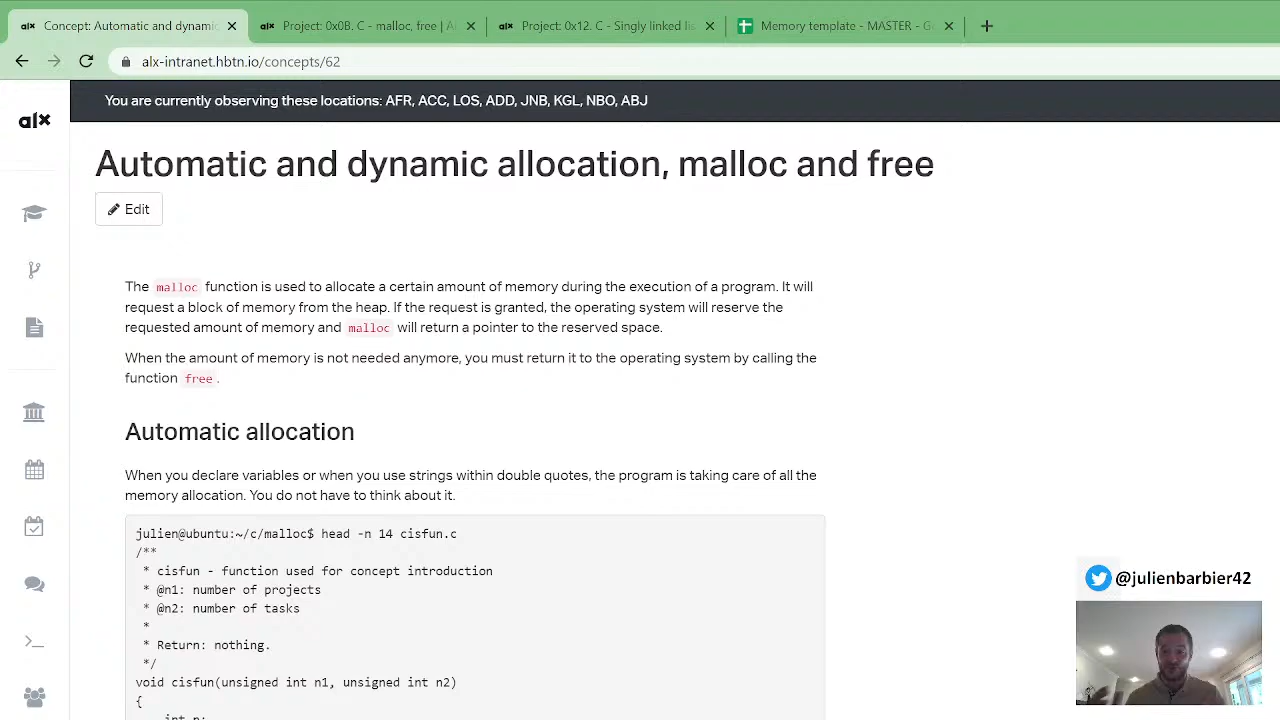 alx Concept: Automatic and dynamic
alx Project: 0x0B. C - malloc, free | A
alx Project: 0x12. C - Singly linked li
Memory template - MASTER - G
alx-intranet.hbtn.io/concepts/62
You are currently observing these locations: AFR, ACC, LOS, ADD, JNB, KGL, NBO, ABJ
alx
Automatic and dynamic allocation, malloc and free
Edit
The malloc function is used to allocate a certain amount of memory during the execution of a program. It will
request a block of memory from the heap. If the request is granted, the operating system will reserve the
requested amount of memory and malloc will return a pointer to the reserved space.
When the amount of memory is not needed anymore, you must return it to the operating system by calling the
function free.
Automatic allocation
When you declare variables or when you use strings within double quotes, the program is taking care of all the
memory allocation. You do not have to think about it.
julien@ubuntu:~/c/malloc$ head -n 14 cisfun.c
/**
* cisfun - function used for concept introduction
* @n1: number of projects
* @n2: number of tasks
*
* Return: nothing.
*/
void cisfun(unsigned int n1, unsigned int n2)
{
int n;
@julienbarbier42